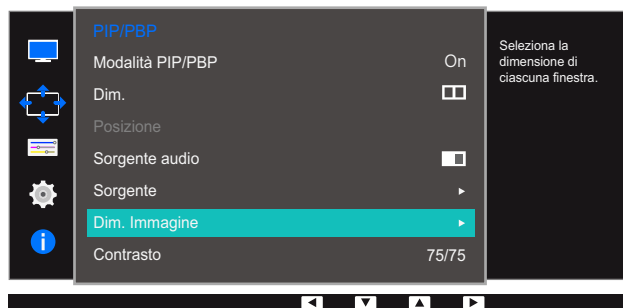 PIP/PBP
Modalità PIP/PBP On
Dim.
Posizione
Sorgente audio
Sorgente
Dim. Immagine
Contrasto 75/75
Seleziona la
dimensione di
ciascuna finestra.